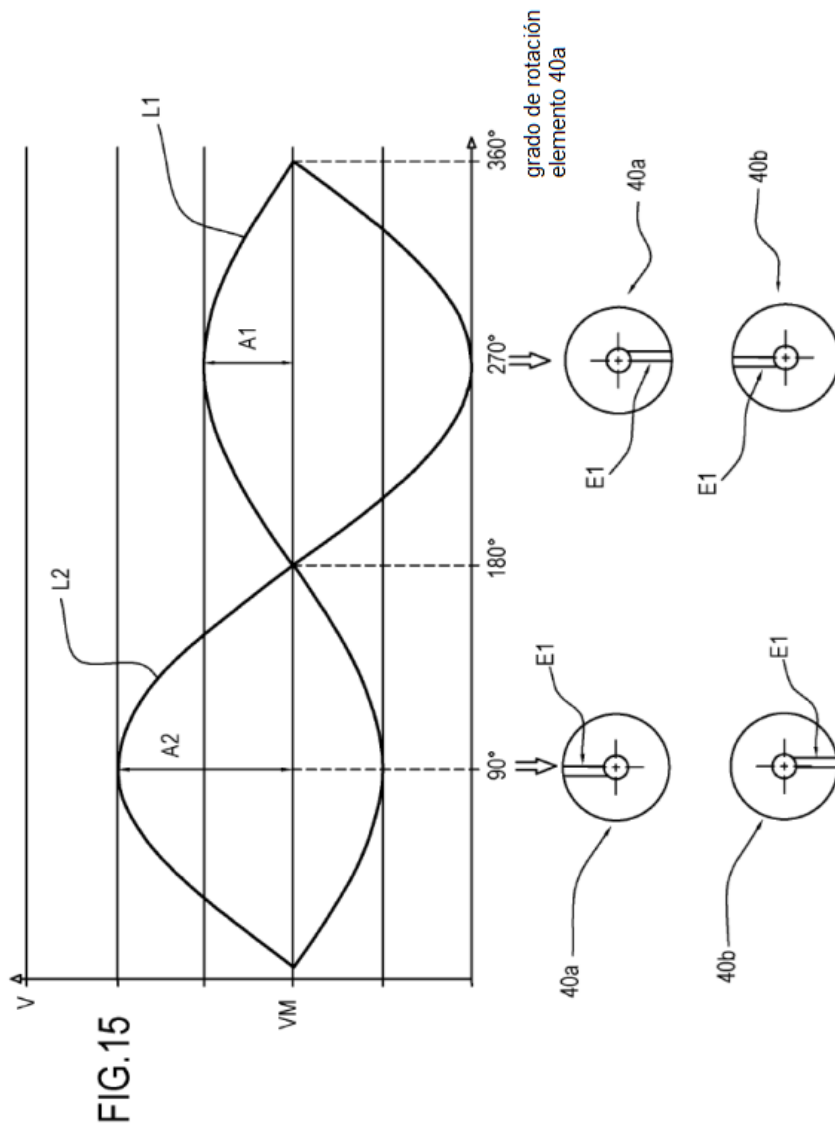 FIG.15
V
L2
L1
A2
A1
VM
90°
180°
270°
360°
grado de rotación
elemento 40a
E1
40a
E1
40a
40b
E1
E1
40b